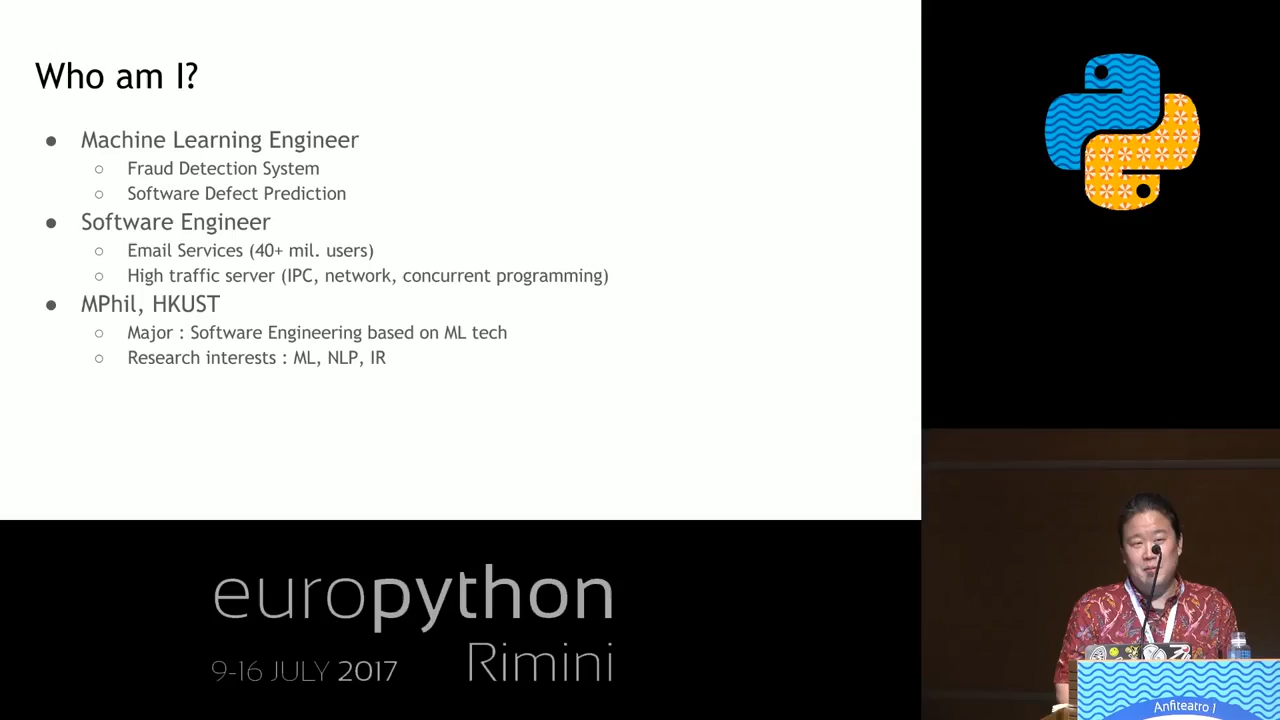 Who am I?
● Machine Learning Engineer
○ Fraud Detection System
○ Software Defect Prediction
● Software Engineer
○ Email Services (40+ mil. users)
○ High traffic server (IPC, network, concurrent programming)
● MPhil, HKUST
○ Major : Software Engineering based on ML tech
○ Research interests : ML, NLP, IR
europython
9-16 JULY 2017 Rimini
Anfiteatro 1